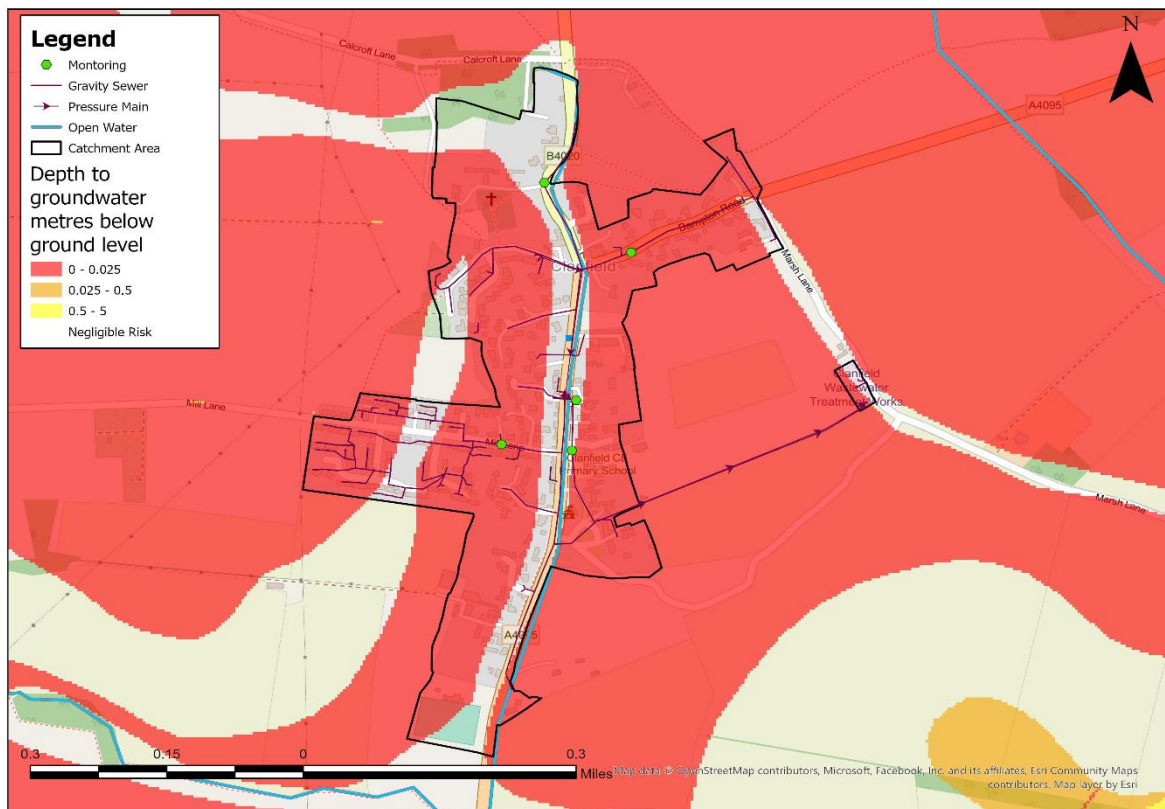 Legend
Montoring
Gravity Sewer
Pressure Main
Open Water
Catchment Area
Depth to
groundwater
metres below
ground level
0 - 0.025
0.025 - 0.5
0.5 - 5
Negligible Risk
N
Calcroft Lane
Calcroft Lane
A4095
B4020
Bampton Road
Clanfield
Marsh Lane
Clanfield
Wastewater
Treatment Works
Mill Lane
Mill Lane
Clanfield CE
Primary School
Marsh Lane
A4095
0.3
0.15
0
0.3
Miles
Map data © OpenStreetMap contributors, Microsoft, Facebook, Inc. and its affiliates, Esri Community Maps
contributors, Map layer by Esri